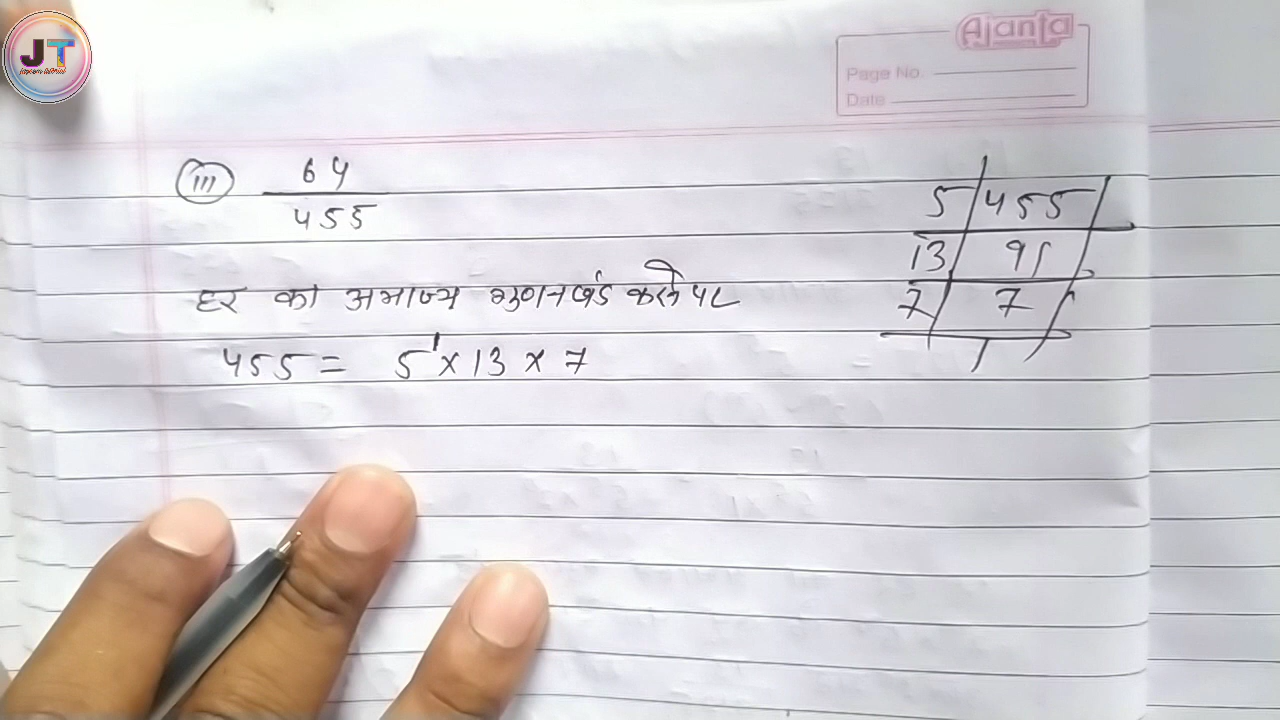 JT
Ajanta
Page No.
Date
(iii) 64
455
हर का अभाज्य गुणनखंड करने पर
455 = 5¹ × 13 × 7
5 | 455
13 | 91
7 | 7
1